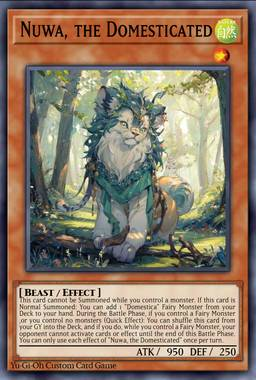 Nuwa, the Domesticated
NATURE
自然
[ Beast / Effect ]
This card cannot be Summoned while you control a monster. If this card is
Normal Summoned: You can add 1 "Domestica" Fairy Monster from your
Deck to your hand. During the Battle Phase, if you control a Fairy Monster
,or you control no monsters (Quick Effect): You can shuffle this card from
your GY into the Deck, and if you do, while you control a Fairy Monster, your
opponent cannot activate cards or effect until the end of this Battle Phase.
You can only use each effect of "Nuwa, the Domesticated" once per turn.
ATK / 950 DEF / 250
Yu-Gi-Oh Custom Card Game